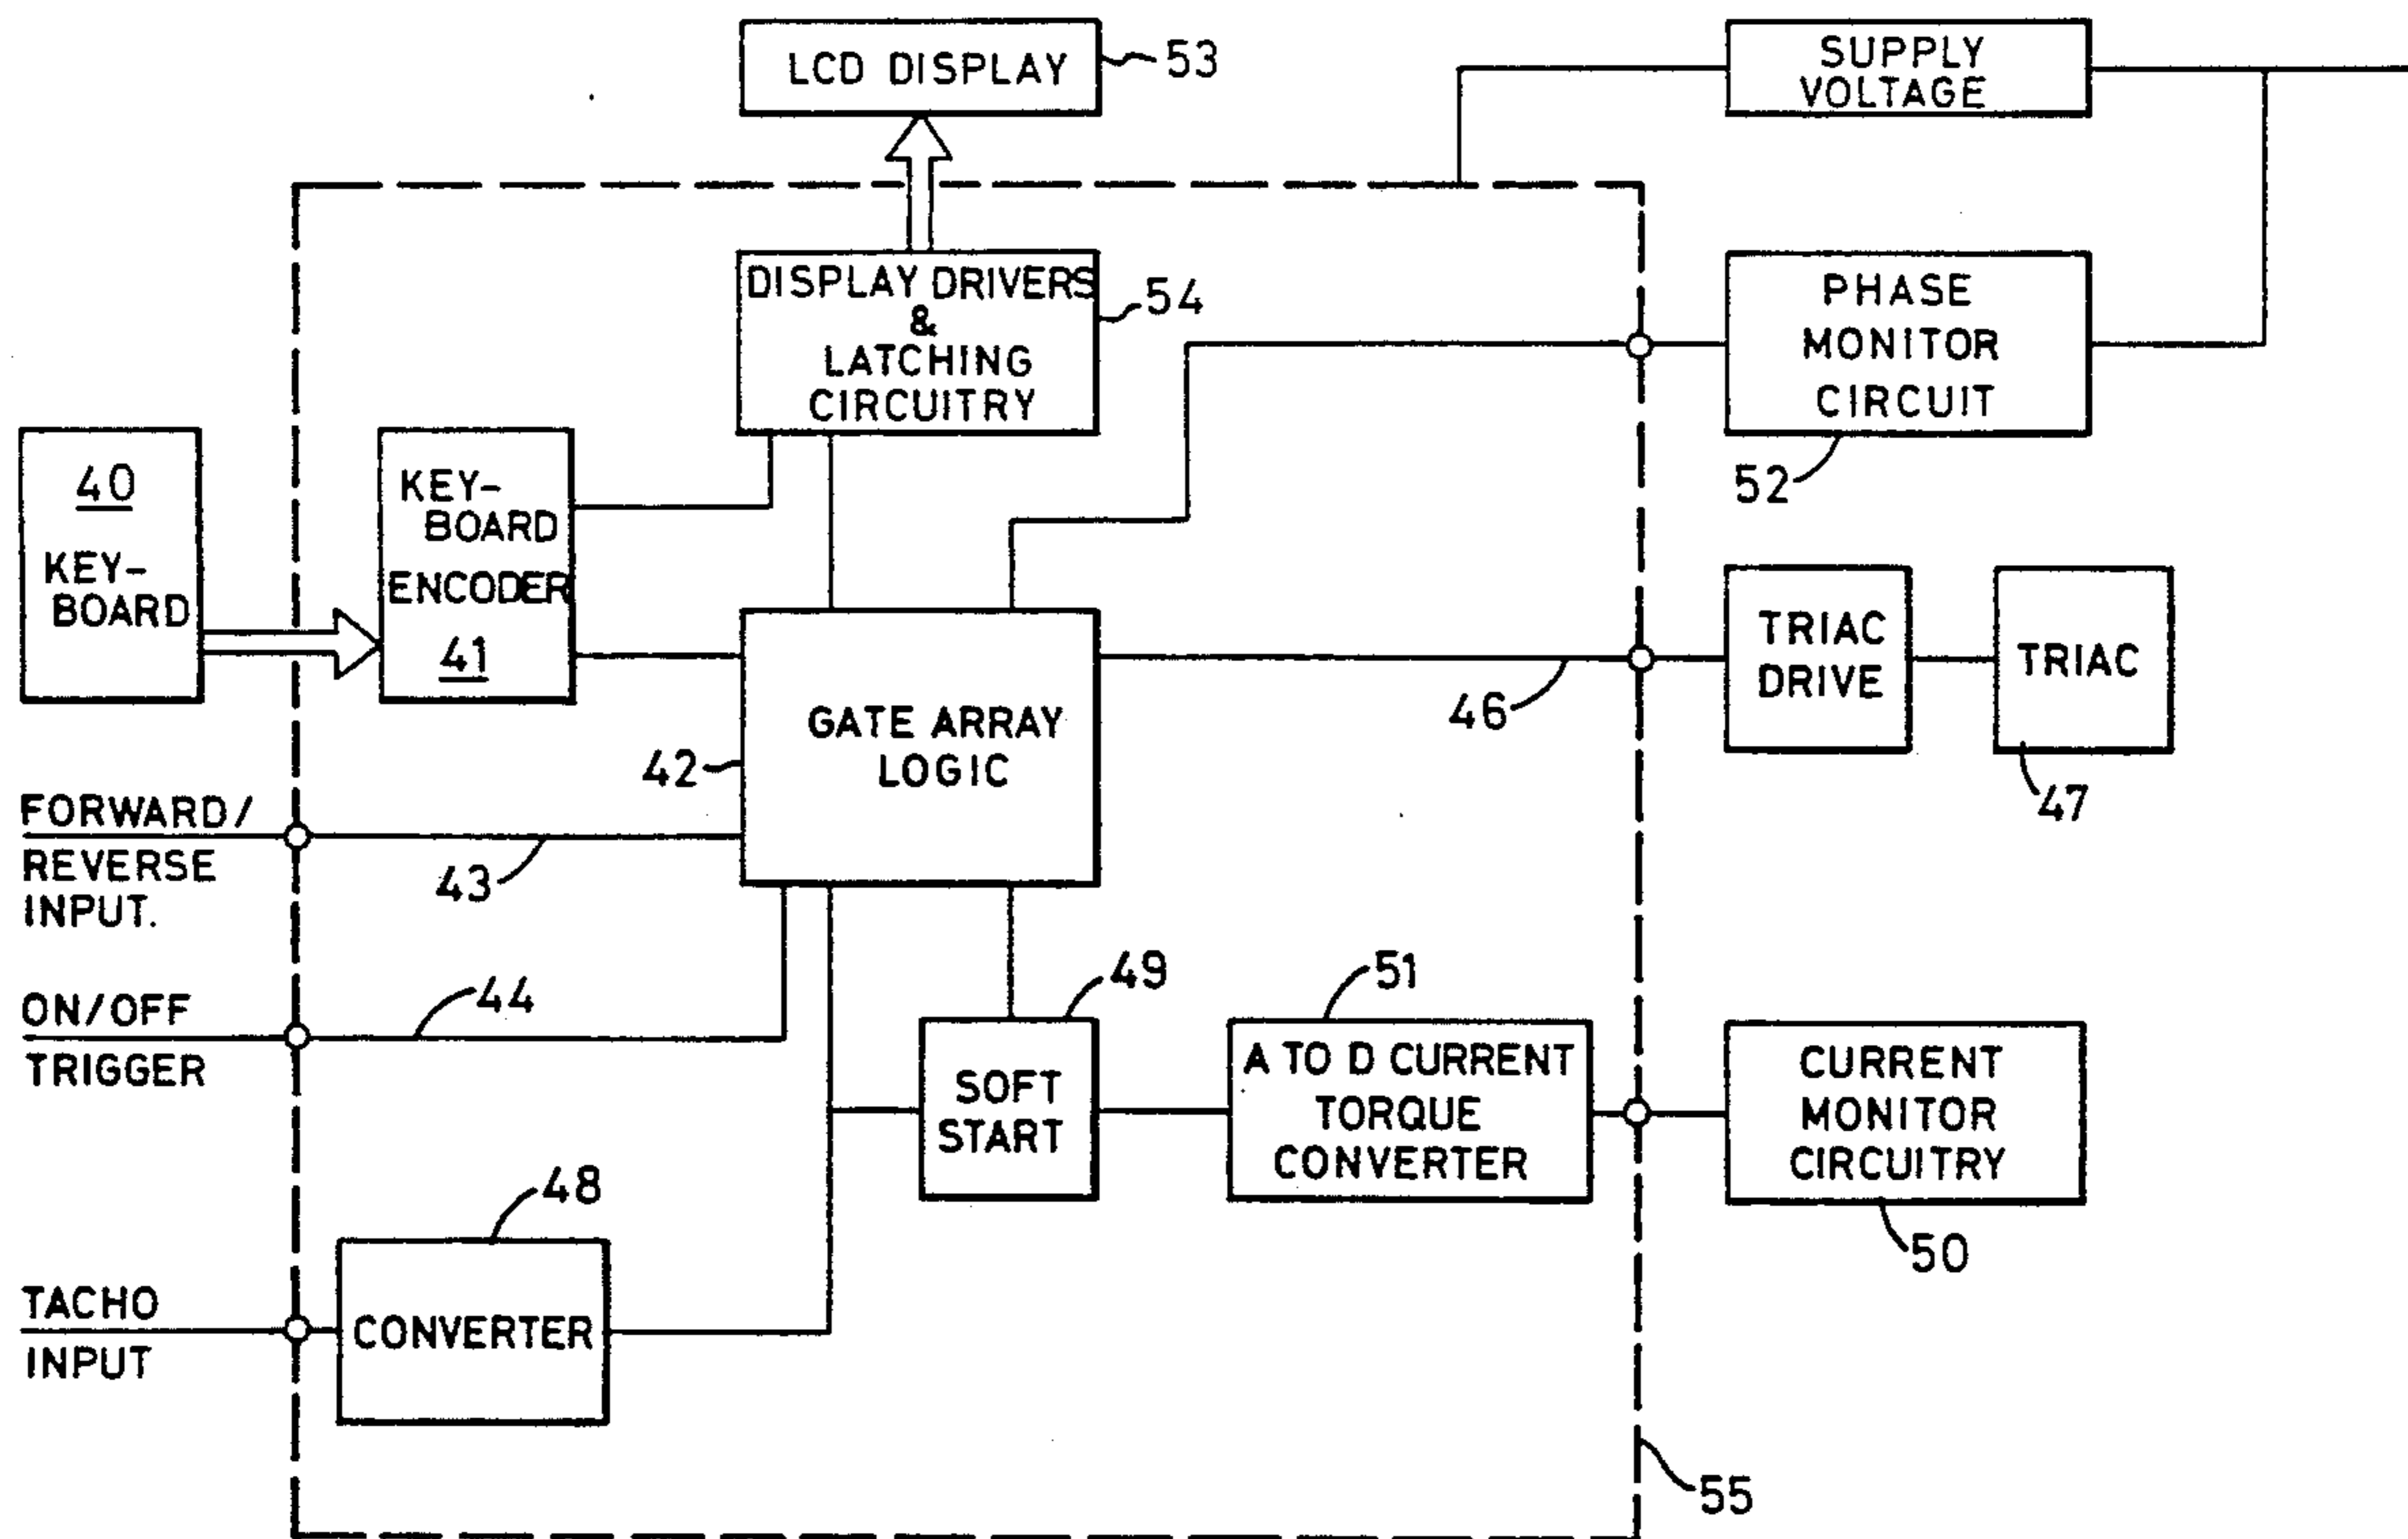 LCD DISPLAY
53
SUPPLY
VOLTAGE
DISPLAY DRIVERS
&
LATCHING
CIRCUITRY
54
PHASE
MONITOR
CIRCUIT
52
40
KEY-
BOARD
KEY-
BOARD
ENCODER
41
GATE ARRAY
LOGIC
42
46
TRIAC
DRIVE
TRIAC
47
FORWARD/
REVERSE
INPUT.
43
ON/OFF
TRIGGER
44
49
SOFT
START
51
A TO D CURRENT
TORQUE
CONVERTER
CURRENT
MONITOR
CIRCUITRY
50
48
TACHO
INPUT
CONVERTER
55